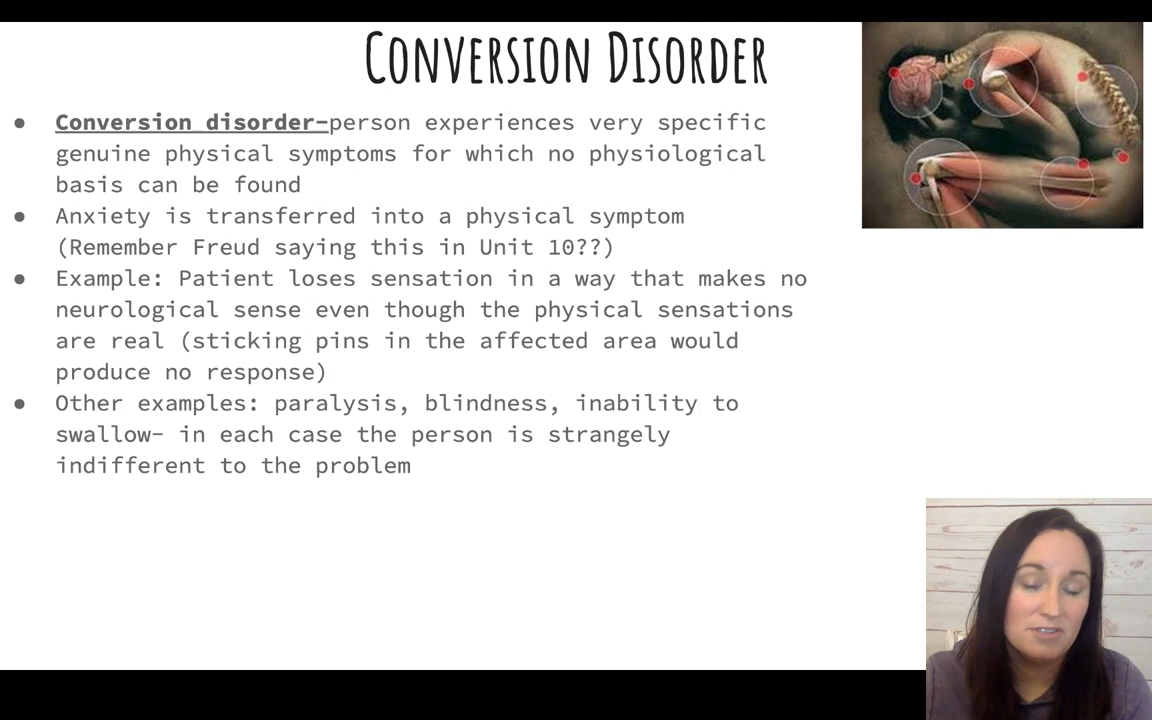 CONVERSION DISORDER
● Conversion disorder-person experiences very specific
genuine physical symptoms for which no physiological
basis can be found
● Anxiety is transferred into a physical symptom
(Remember Freud saying this in Unit 10??)
● Example: Patient loses sensation in a way that makes no
neurological sense even though the physical sensations
are real (sticking pins in the affected area would
produce no response)
● Other examples: paralysis, blindness, inability to
swallow- in each case the person is strangely
indifferent to the problem